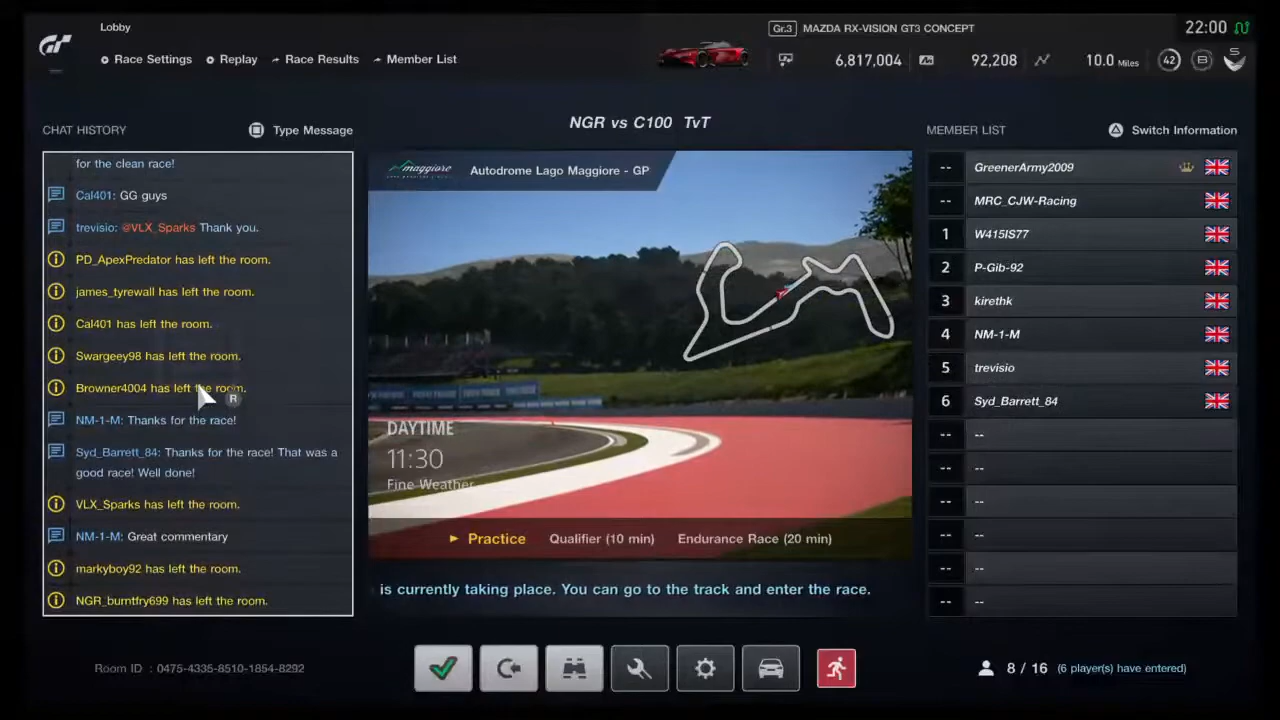 Lobby
Gr.3 MAZDA RX-VISION GT3 CONCEPT
22:00
Race Settings Replay Race Results Member List
6,817,004 92,208 10.0 Miles 42 B S
NGR vs C100 TvT
CHAT HISTORY Type Message
for the clean race!
Cal401: GG guys
trevisio: @VLX_Sparks Thank you.
PD_ApexPredator has left the room.
james_tyrewall has left the room.
Cal401 has left the room.
Swargeey98 has left the room.
Browner4004 has left the room.
R
NM-1-M: Thanks for the race!
Syd_Barrett_84: Thanks for the race! That was a
good race! Well done!
VLX_Sparks has left the room.
NM-1-M: Great commentary
markyboy92 has left the room.
NGR_burntfry699 has left the room.
maggiore
Autodrome Lago Maggiore - GP
DAYTIME
11:30
Fine Weather
Practice Qualifier (10 min) Endurance Race (20 min)
is currently taking place. You can go to the track and enter the race.
MEMBER LIST Switch Information
-- GreenerArmy2009
-- MRC_CJW-Racing
1 W415IS77
2 P-Gib-92
3 kirethk
4 NM-1-M
5 trevisio
6 Syd_Barrett_84
-- --
-- --
-- --
-- --
-- --
-- --
Room ID : 0475-4335-8510-1854-8292
8 / 16 (6 player(s) have entered)